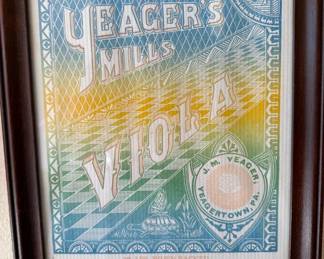 YEAGER'S
MILLS
VIOLA
J. M. YEAGER,
YEAGERTOWN, PA.